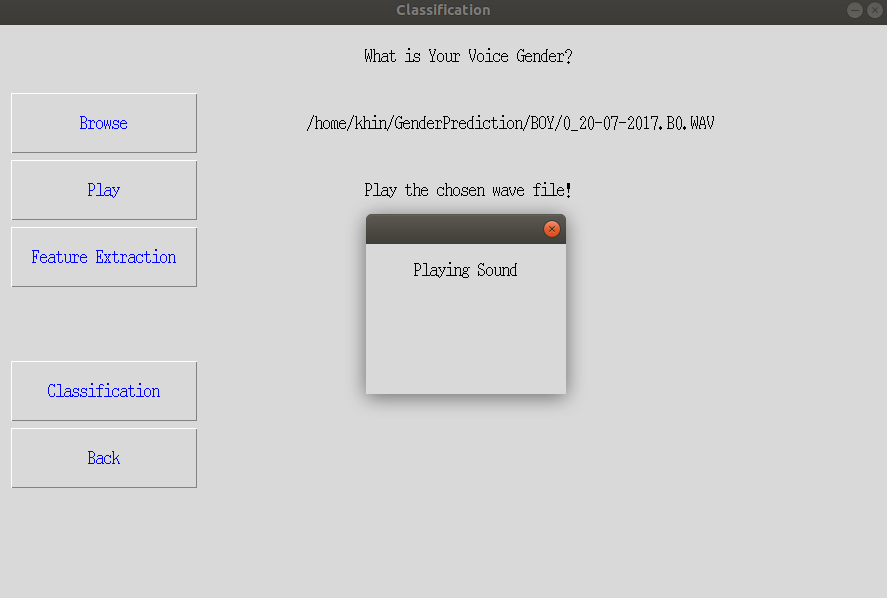 Classification
What is Your Voice Gender?
Browse
/home/khin/GenderPrediction/BOY/0_20-07-2017.B0.WAV
Play
Play the chosen wave file!
Feature Extraction
Playing Sound
Classification
Back